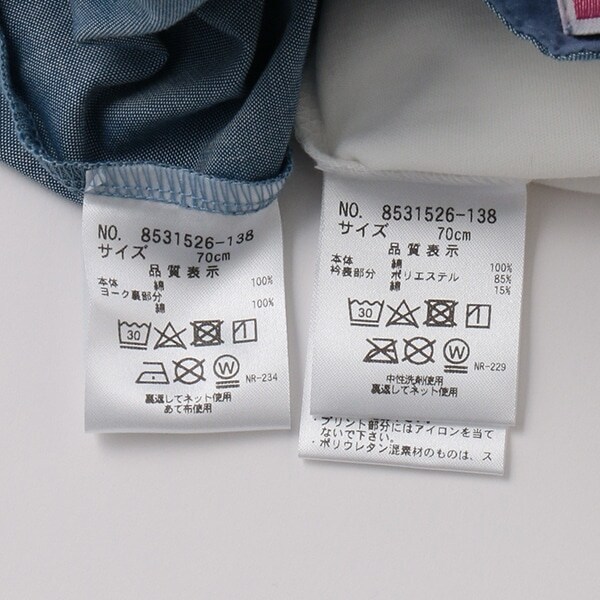 NO. 8531526-138
サイズ 70cm
品質表示
本体 綿 100%
ヨーク裏部分
綿 100%
30
W
NR-234
裏返してネット使用
あて布使用
NO. 8531526-138
サイズ 70cm
品質表示
本体 綿 100%
衿裏部分 ポリエステル 85%
綿 15%
30
W
NR-229
中性洗剤使用
裏返してネット使用
・プリント部分にはアイロンを当て
ないで下さい。
・ポリウレタン混素材のものは、ス